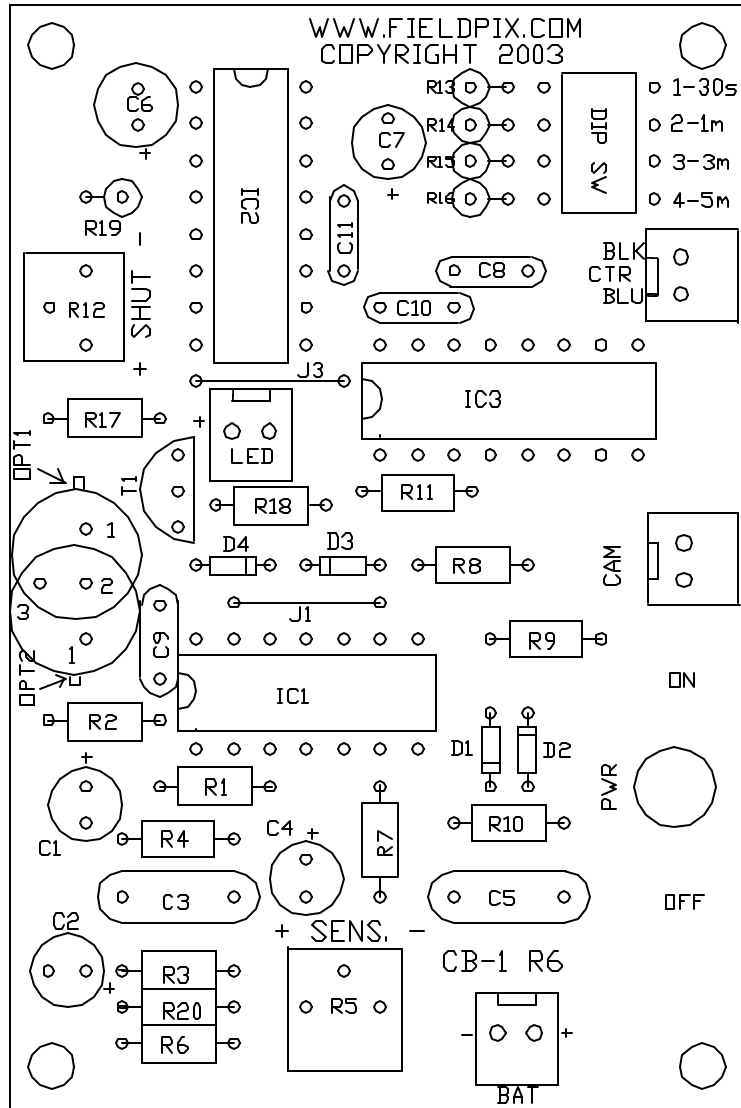 WWW.FIELDPIX.COM
COPYRIGHT 2003
R13
1-30s
C6
R14
2-1m
C7
DIP SW
+
R15
3-3m
IC2
+
R16
4-5m
R19
C11
- SHUT +
BLK
C8
CTR
BLU
R12
C10
J3
IC3
R17
+
LED
OPT1
T1
R11
R18
1
D4
D3
R8
CAM
3
2
J1
C9
R9
1
OPT2
IC1
ON
R2
+
D1
D2
R1
PWR
C1
R4
C4
+
R7
R10
C3
C5
OFF
C2
+ SENS. -
CB-1 R6
R3
+
R20
R5
R6
-
+
BAT